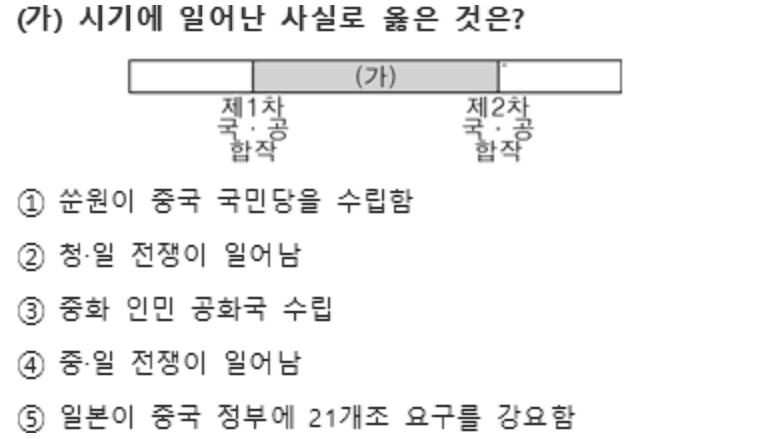 (가) 시기에 일어난 사실로 옳은 것은?
(가)
제1차 제2차
국·공 국·공
합작 합작
① 쑨원이 중국 국민당을 수립함
② 청·일 전쟁이 일어남
③ 중화 인민 공화국 수립
④ 중·일 전쟁이 일어남
⑤ 일본이 중국 정부에 21개조 요구를 강요함